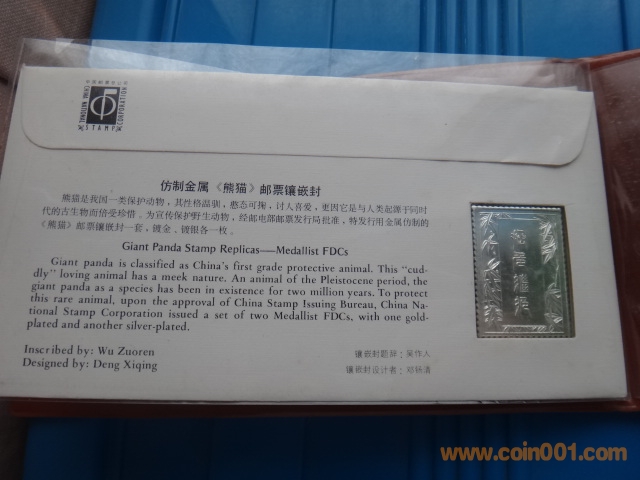 中国邮票总公司
CHINA NATIONAL
STAMP
CORPORATION
仿制金属《熊猫》邮票镶嵌封
熊猫是我国一类保护动物，其性格温驯，憨态可掬，讨人喜爱，更因它是与人类起源于同时
代的古生物而倍受珍惜。为宣传保护野生动物，经邮电部邮票发行局批准，特发行用金属仿制的
《熊猫》邮票镶嵌封一套，镀金、镀银各一枚。
Giant Panda Stamp Replicas—Medallist FDCs
Giant panda is classified as China's first grade protective animal. This "cud-
dly" loving animal has a meek nature. An animal of the Pleistocene period, the
giant panda as a species has been in existence for two million years. To protect
this rare animal, upon the approval of China Stamp Issuing Bureau, China Na-
tional Stamp Corporation issued a set of two Medallist FDCs, with one gold-
plated and another silver-plated.
Inscribed by: Wu Zuoren
Designed by: Deng Xiqing
镶嵌封题辞：吴作人
镶嵌封设计者：邓锡清
www.coin001.com